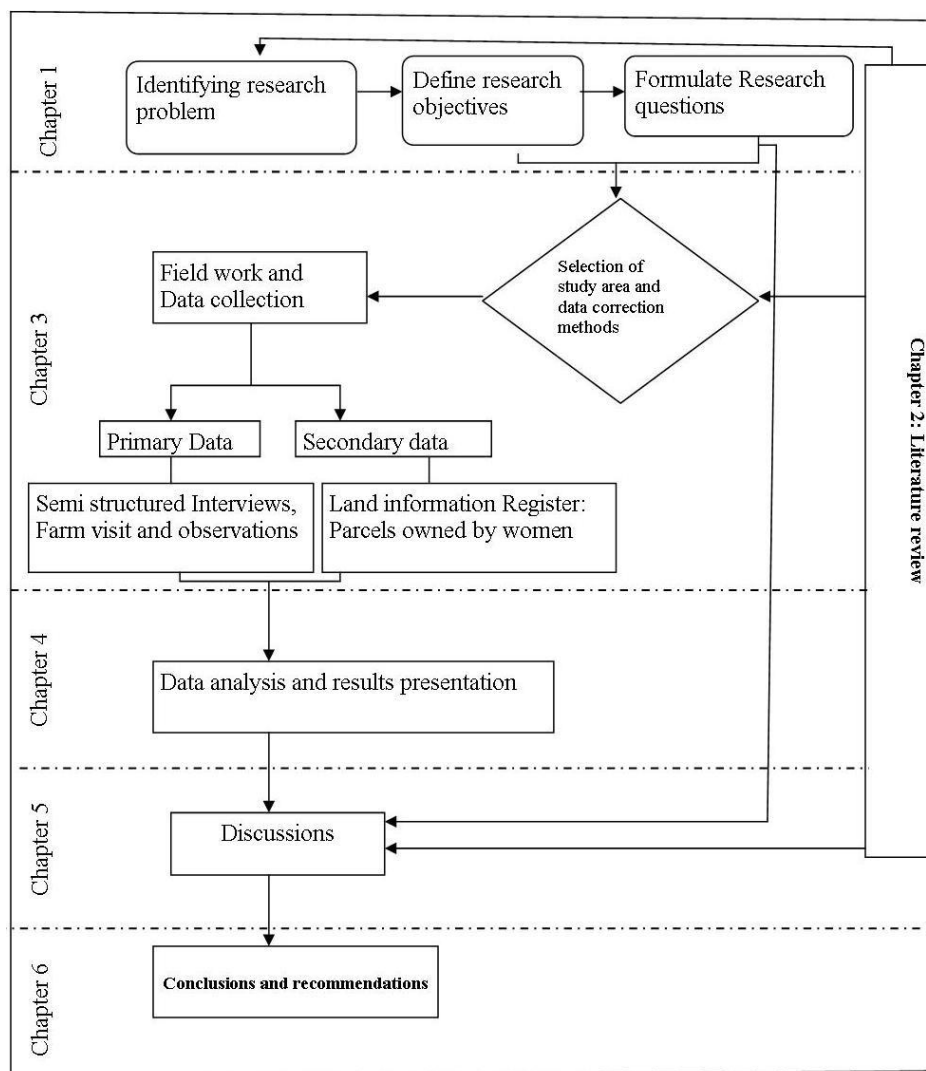 Chapter 1
Identifying research
problem
Define research
objectives
Formulate Research
questions
Chapter 2: Literature review
Chapter 3
Selection of
study area and
data correction
methods
Field work and
Data collection
Primary Data
Secondary data
Semi structured Interviews,
Farm visit and observations
Land information Register:
Parcels owned by women
Chapter 4
Data analysis and results presentation
Chapter 5
Discussions
Chapter 6
Conclusions and recommendations